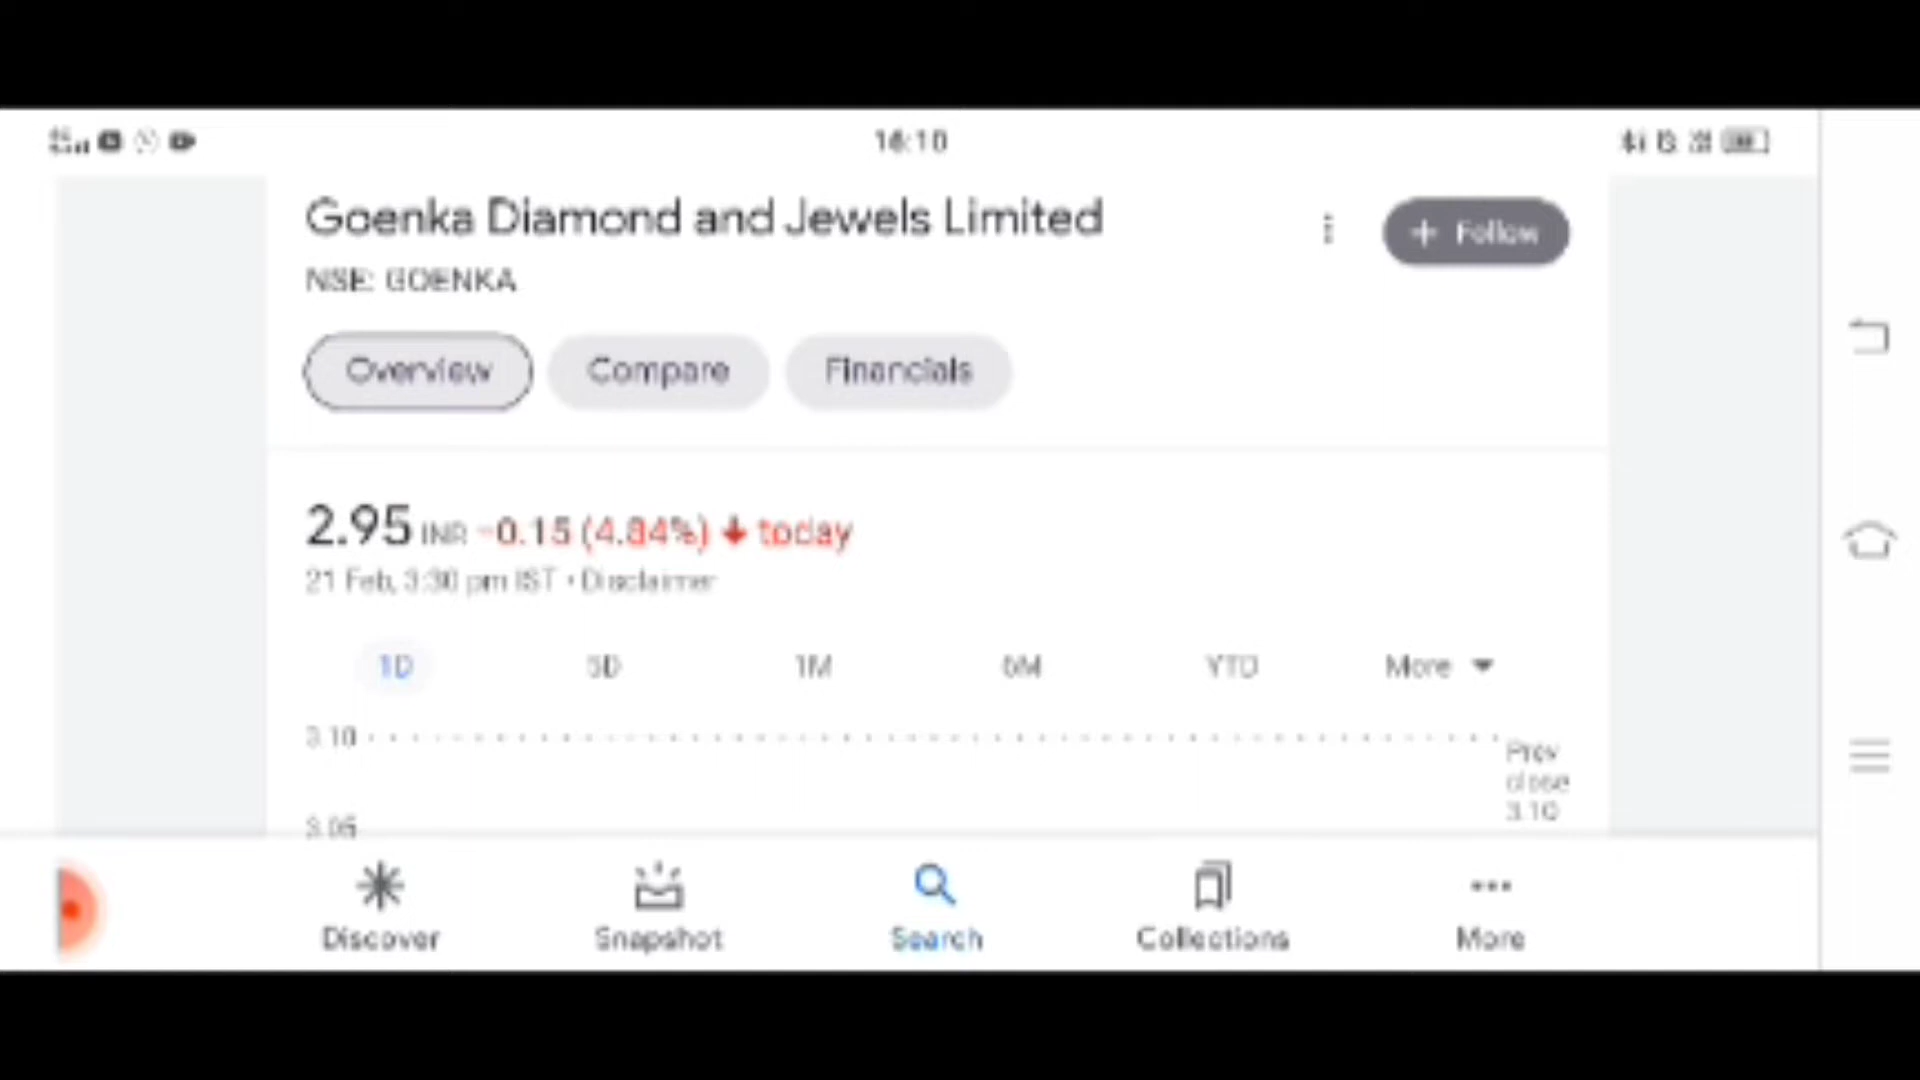 16:10
Goenka Diamond and Jewels Limited
+ Follow
NSE: GOENKA
Overview
Compare
Financials
2.95 INR -0.15 (4.84%) ↓ today
21 Feb, 3:30 pm IST • Disclaimer
1D 5D 1M 6M YTD More
3.10
Prev
close
3.10
3.05
Discover
Snapshot
Search
Collections
More